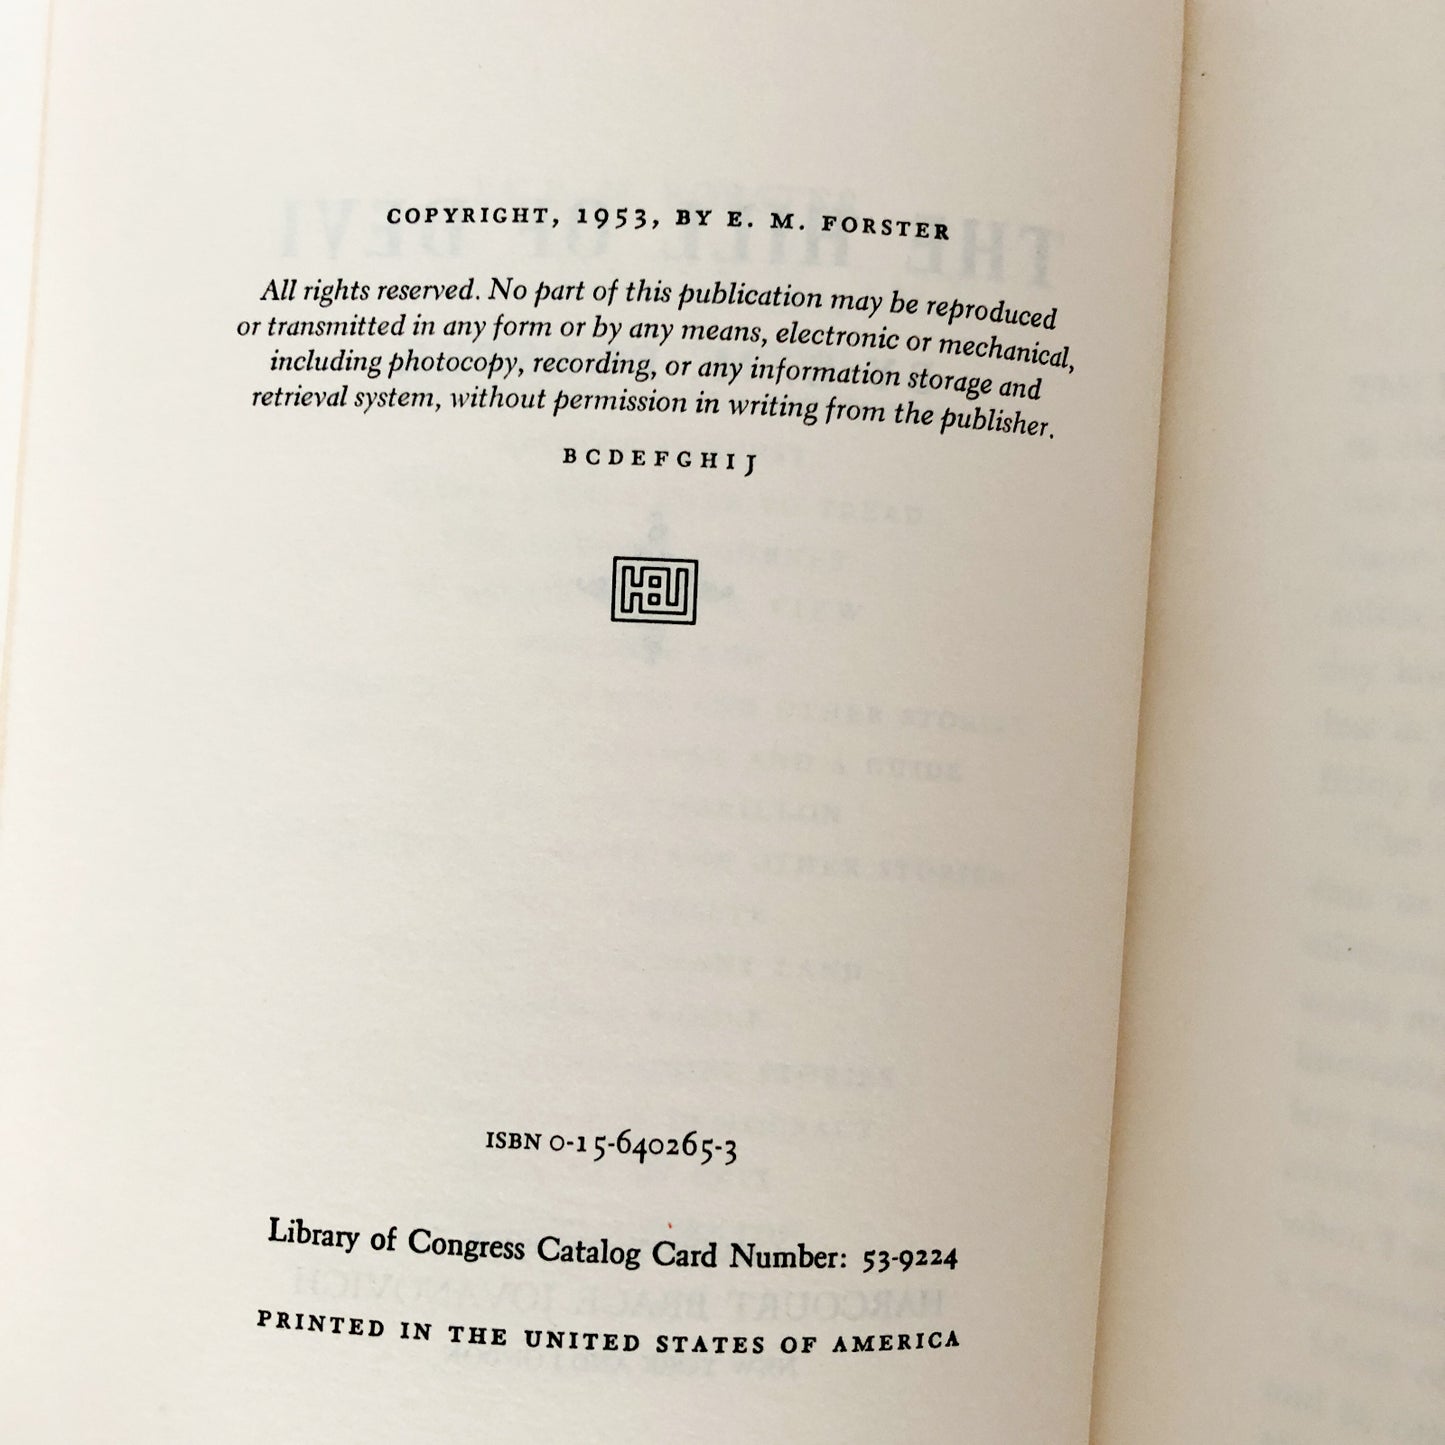 COPYRIGHT, 1953, BY E. M. FORSTER
All rights reserved. No part of this publication may be reproduced
or transmitted in any form or by any means, electronic or mechanical,
including photocopy, recording, or any information storage and
retrieval system, without permission in writing from the publisher.
B C D E F G H I J
HBJ
ISBN 0-15-640265-3
Library of Congress Catalog Card Number: 53-9224
PRINTED IN THE UNITED STATES OF AMERICA